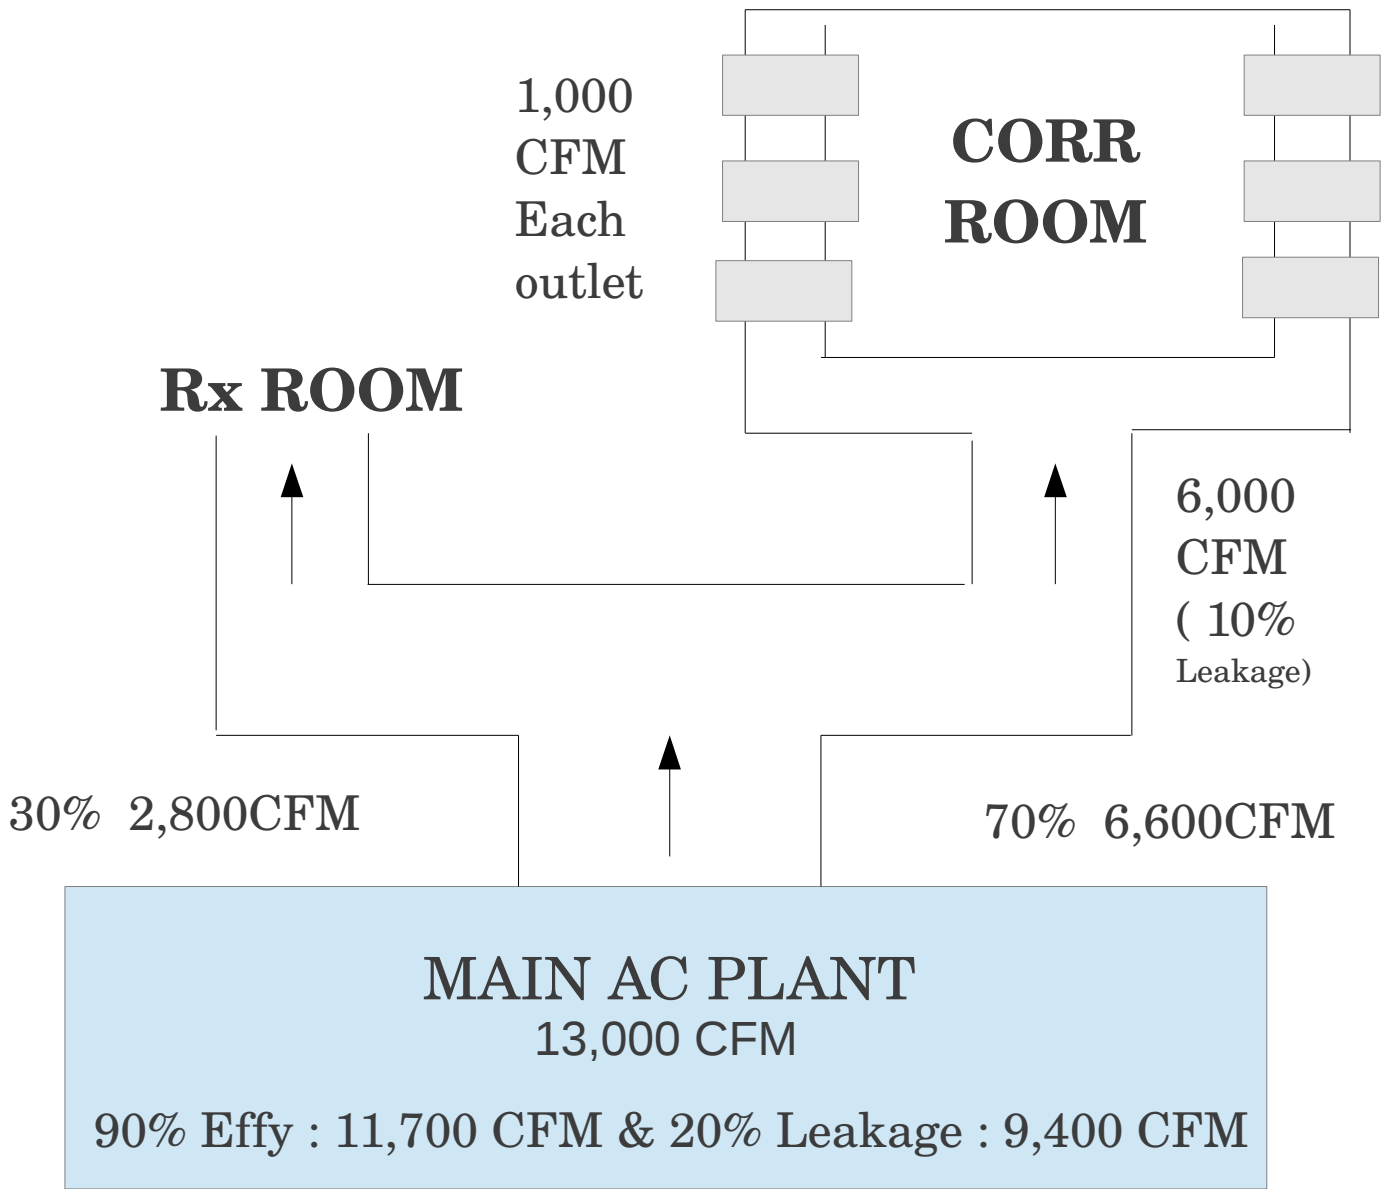 1,000
CFM
Each
outlet
CORR
ROOM
Rx ROOM
6,000
CFM
( 10%
Leakage)
30%  2,800CFM
70%  6,600CFM
MAIN AC PLANT
13,000 CFM
90% Effy : 11,700 CFM & 20% Leakage : 9,400 CFM